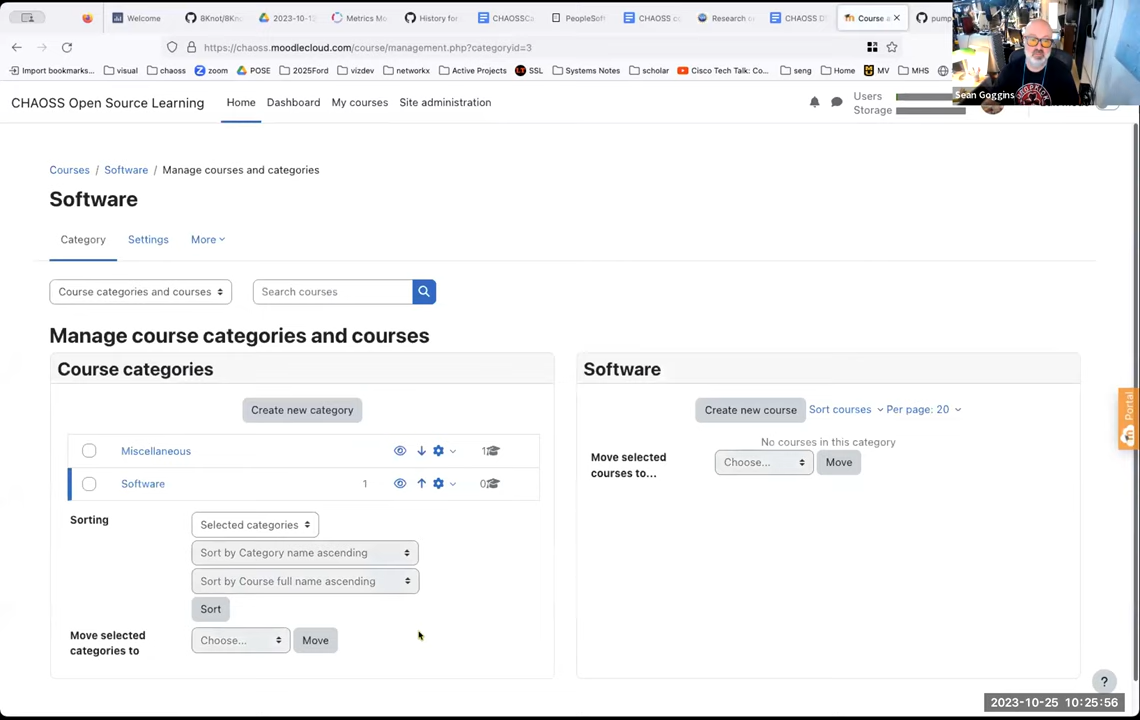 Welcome
8Knot/8Kn
2023-10-1
Metrics Mo
History for
CHAOSSCa
PeopleSof
CHAOSS co
Research o
CHAOSS D
Course a
pump
https://chaoss.moodlecloud.com/course/management.php?categoryid=3
Import bookmarks... visual chaoss zoom POSE 2025Ford vizdev networkx Active Projects SSL Systems Notes scholar Cisco Tech Talk: Co... seng Home MV MHS
Sean Goggins
CHAOSS Open Source Learning Home Dashboard My courses Site administration
Users
Storage
Courses / Software / Manage courses and categories
Software
Category Settings More
Course categories and courses Search courses
Manage course categories and courses
Course categories
Create new category
Miscellaneous 1
Software 1 0
Sorting Selected categories
Sort by Category name ascending
Sort by Course full name ascending
Sort
Move selected categories to Choose... Move
Software
Create new course Sort courses Per page: 20
No courses in this category
Move selected courses to... Choose... Move
Portal
?
2023-10-25 10:25:56